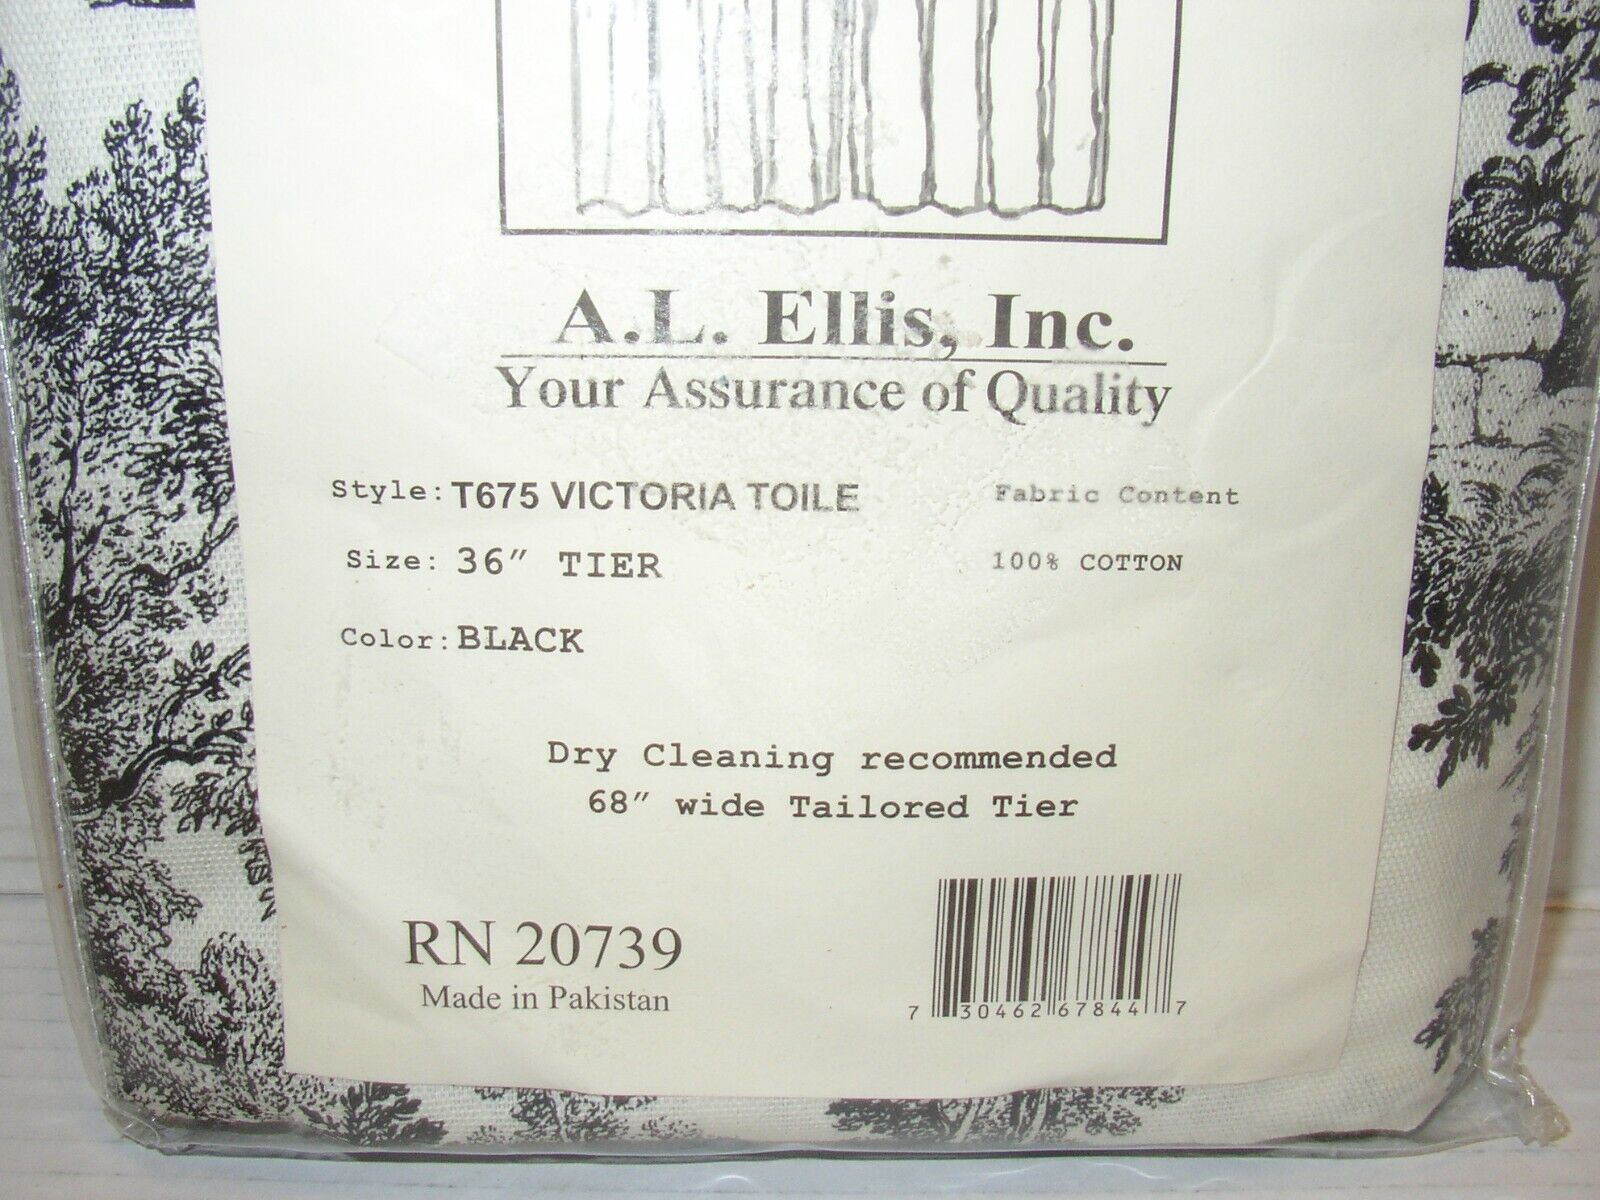 A.L. Ellis, Inc.
Your Assurance of Quality
Style: T675 VICTORIA TOILE
Fabric Content
Size: 36" TIER
100% COTTON
Color: BLACK
Dry Cleaning recommended
68" wide Tailored Tier
RN 20739
Made in Pakistan
7 30462 67844 7